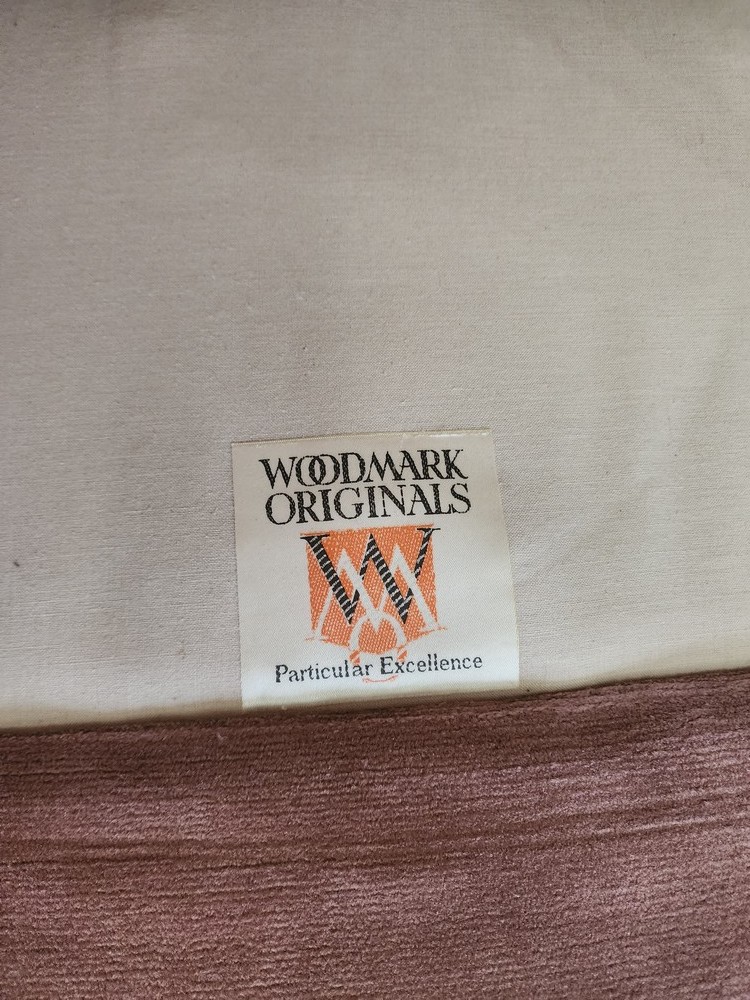 WOODMARK
ORIGINALS
W
Particular Excellence